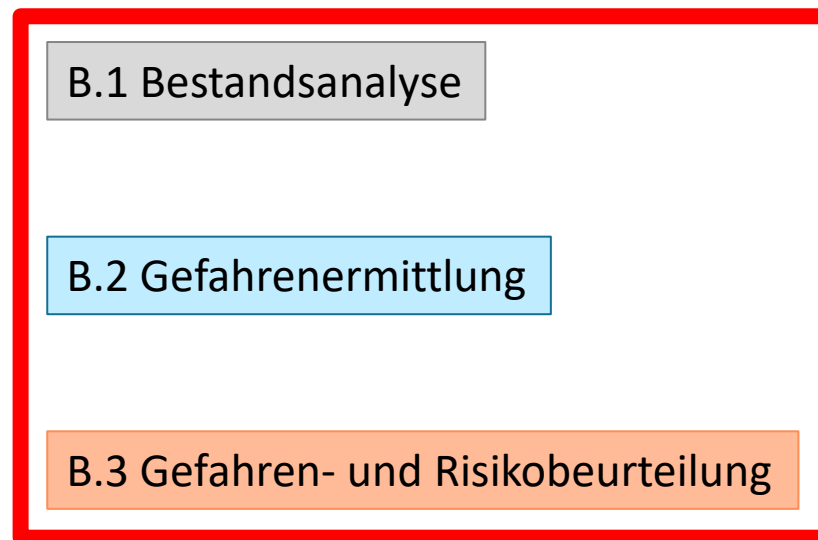 B.1 Bestandsanalyse
B.2 Gefahrenermittlung
B.3 Gefahren- und Risikobeurteilung